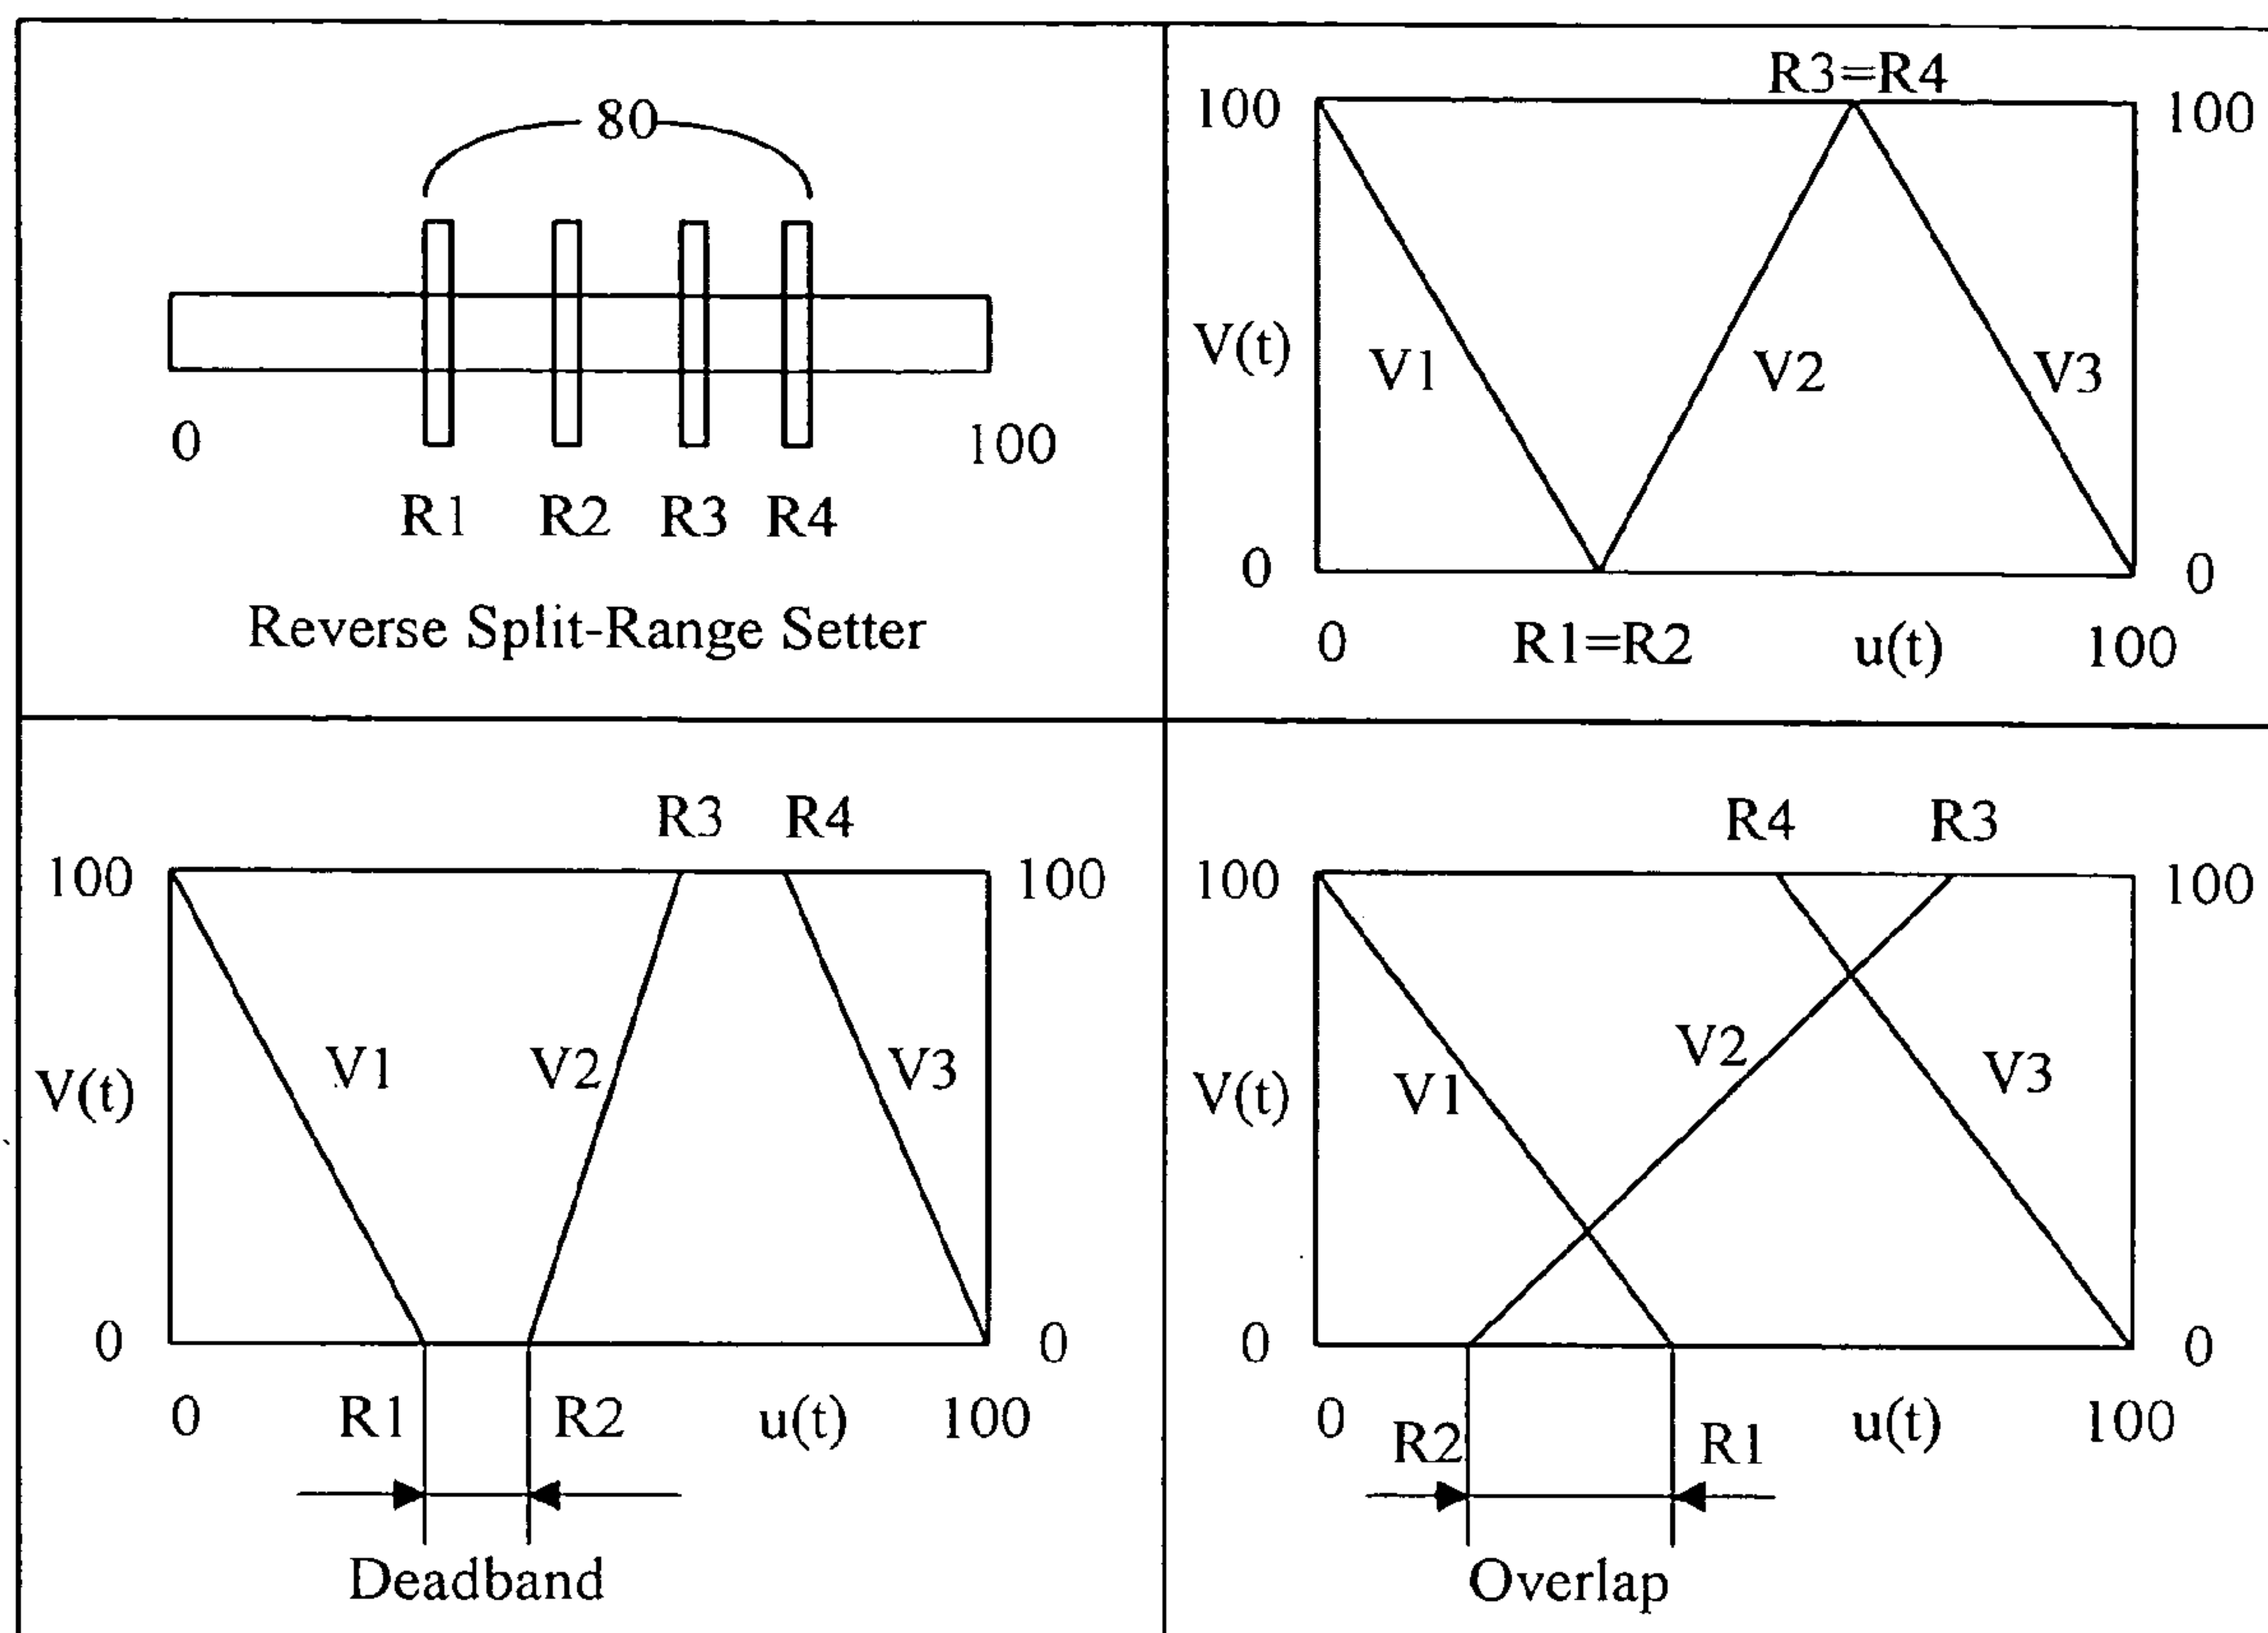 80
0 100
R1 R2 R3 R4
Reverse Split-Range Setter
R3=R4
100 100
V(t) V1 V2 V3
0 0
0 R1=R2 u(t) 100
R3 R4
100 100
V(t) V1 V2 V3
0 0
0 R1 R2 u(t) 100
Deadband
R4 R3
100 100
V(t) V1 V2 V3
0 0
0 R2 R1 u(t) 100
Overlap